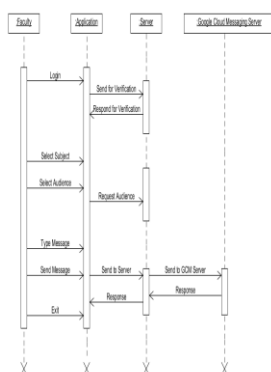 :Faculty
:Application
:Server
:Google Cloud Messaging Server
Login
Send for Verification
Respond for Verification
Select Subject
Select Audience
Request Audience
Type Message
Send Message
Send to Server
Send to GCM Server
Response
Response
Exit